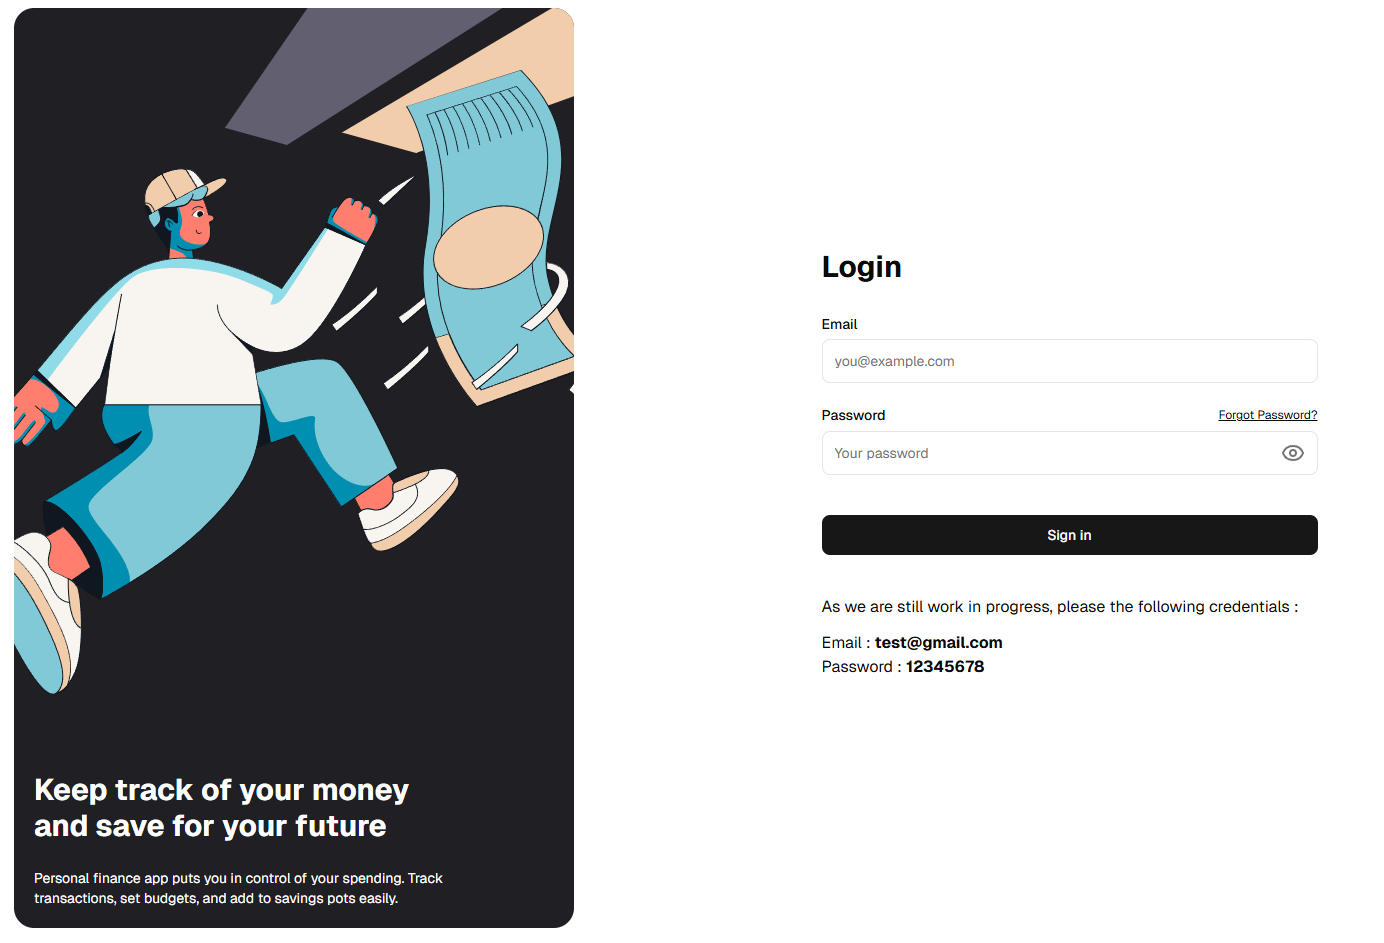 Keep track of your money
and save for your future
Personal finance app puts you in control of your spending. Track
transactions, set budgets, and add to savings pots easily.
Login
Email
you@example.com
Password
Forgot Password?
Your password
Sign in
As we are still work in progress, please the following credentials :
Email : test@gmail.com
Password : 12345678